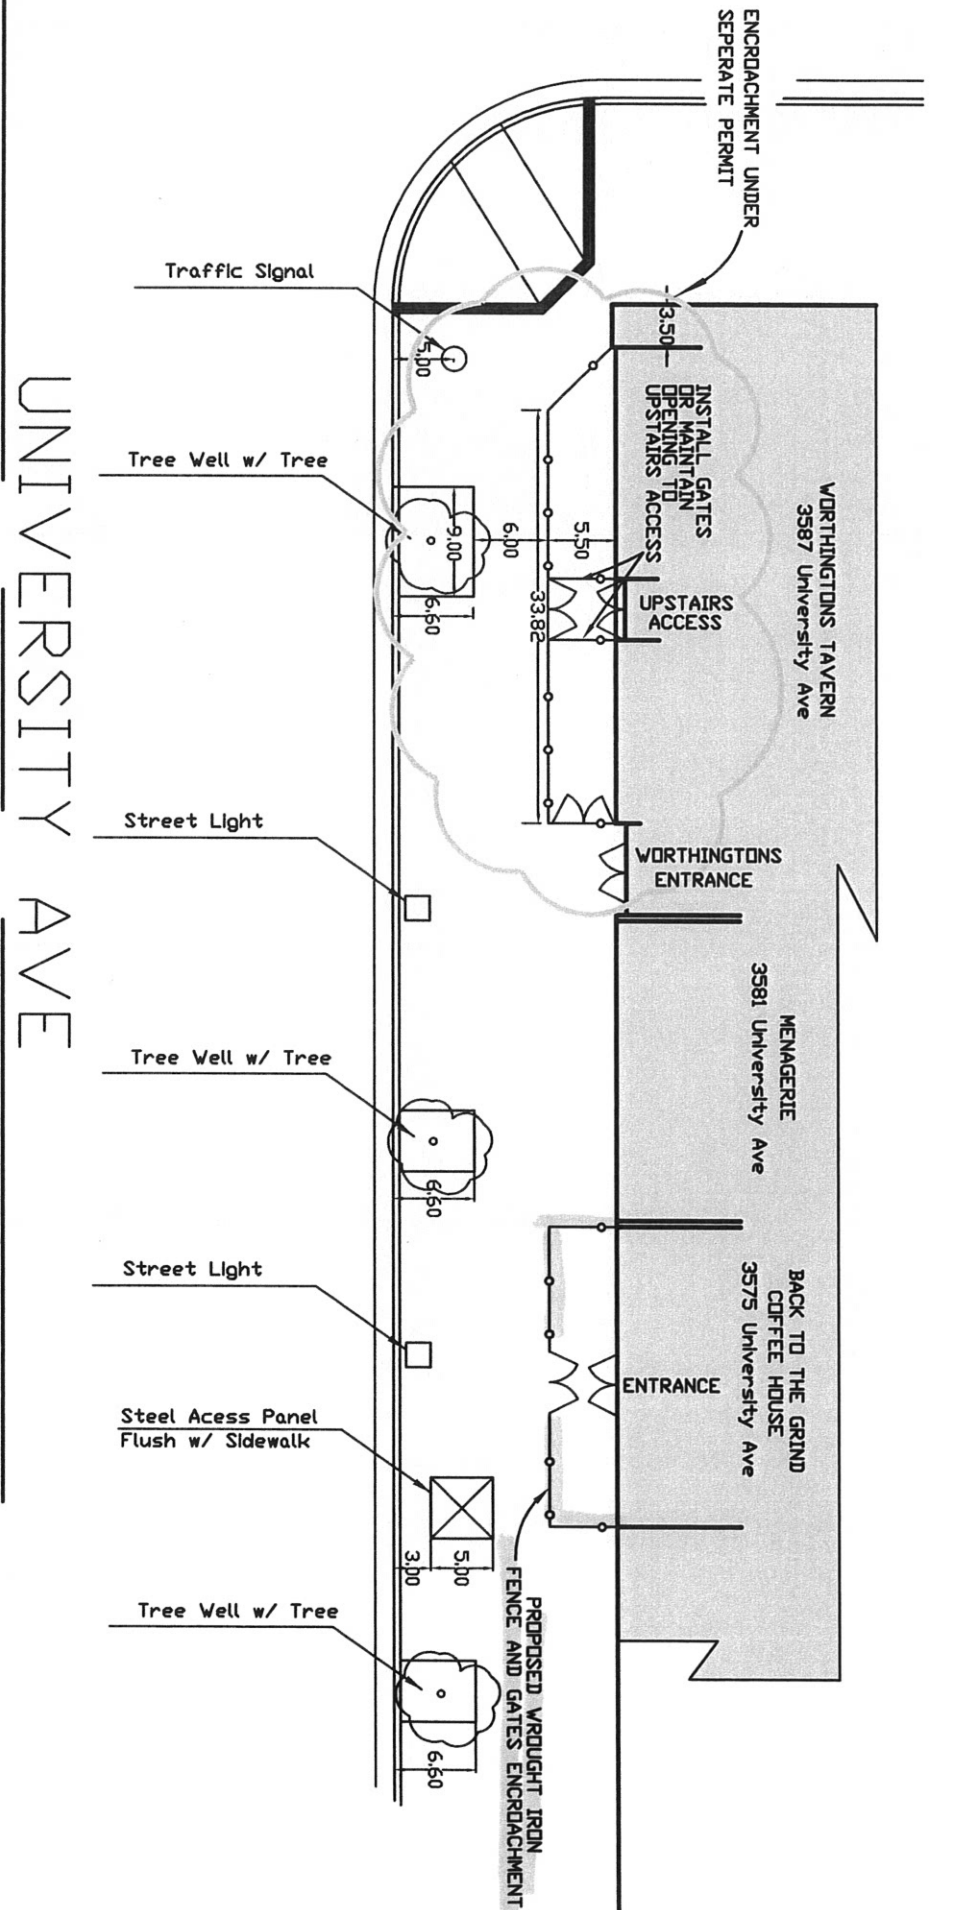 ENCROACHMENT UNDER
SEPERATE PERMIT
Traffic Signal
5.00
3.50
INSTALL GATES
OR MAINTAIN
OPENING TO
UPSTAIRS ACCESS
WORTHINGTONS TAVERN
3587 University Ave
Tree Well w/ Tree
9.00
6.60
6.00
5.50
33.82
UPSTAIRS
ACCESS
UNIVERSITY AVE
Street Light
WORTHINGTONS
ENTRANCE
MENAGERIE
3581 University Ave
Tree Well w/ Tree
6.60
Street Light
BACK TO THE GRIND
COFFEE HOUSE
3575 University Ave
ENTRANCE
Steel Acess Panel
Flush w/ Sidewalk
3.00
5.00
PROPOSED WROUGHT IRON
FENCE AND GATES ENCROACHMENT
Tree Well w/ Tree
6.60